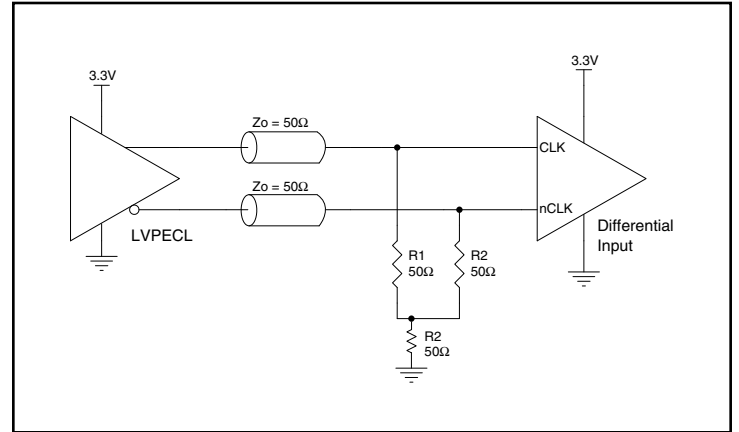 3.3V
3.3V
Zo = 50Ω
CLK
Zo = 50Ω
nCLK
LVPECL
Differential
Input
R1
50Ω
R2
50Ω
R2
50Ω